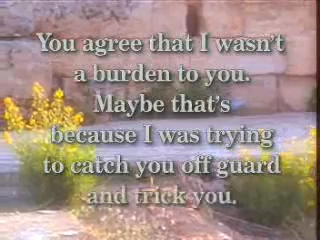 You agree that I wasn't
a burden to you.
Maybe that's
because I was trying
to catch you off guard
and trick you.